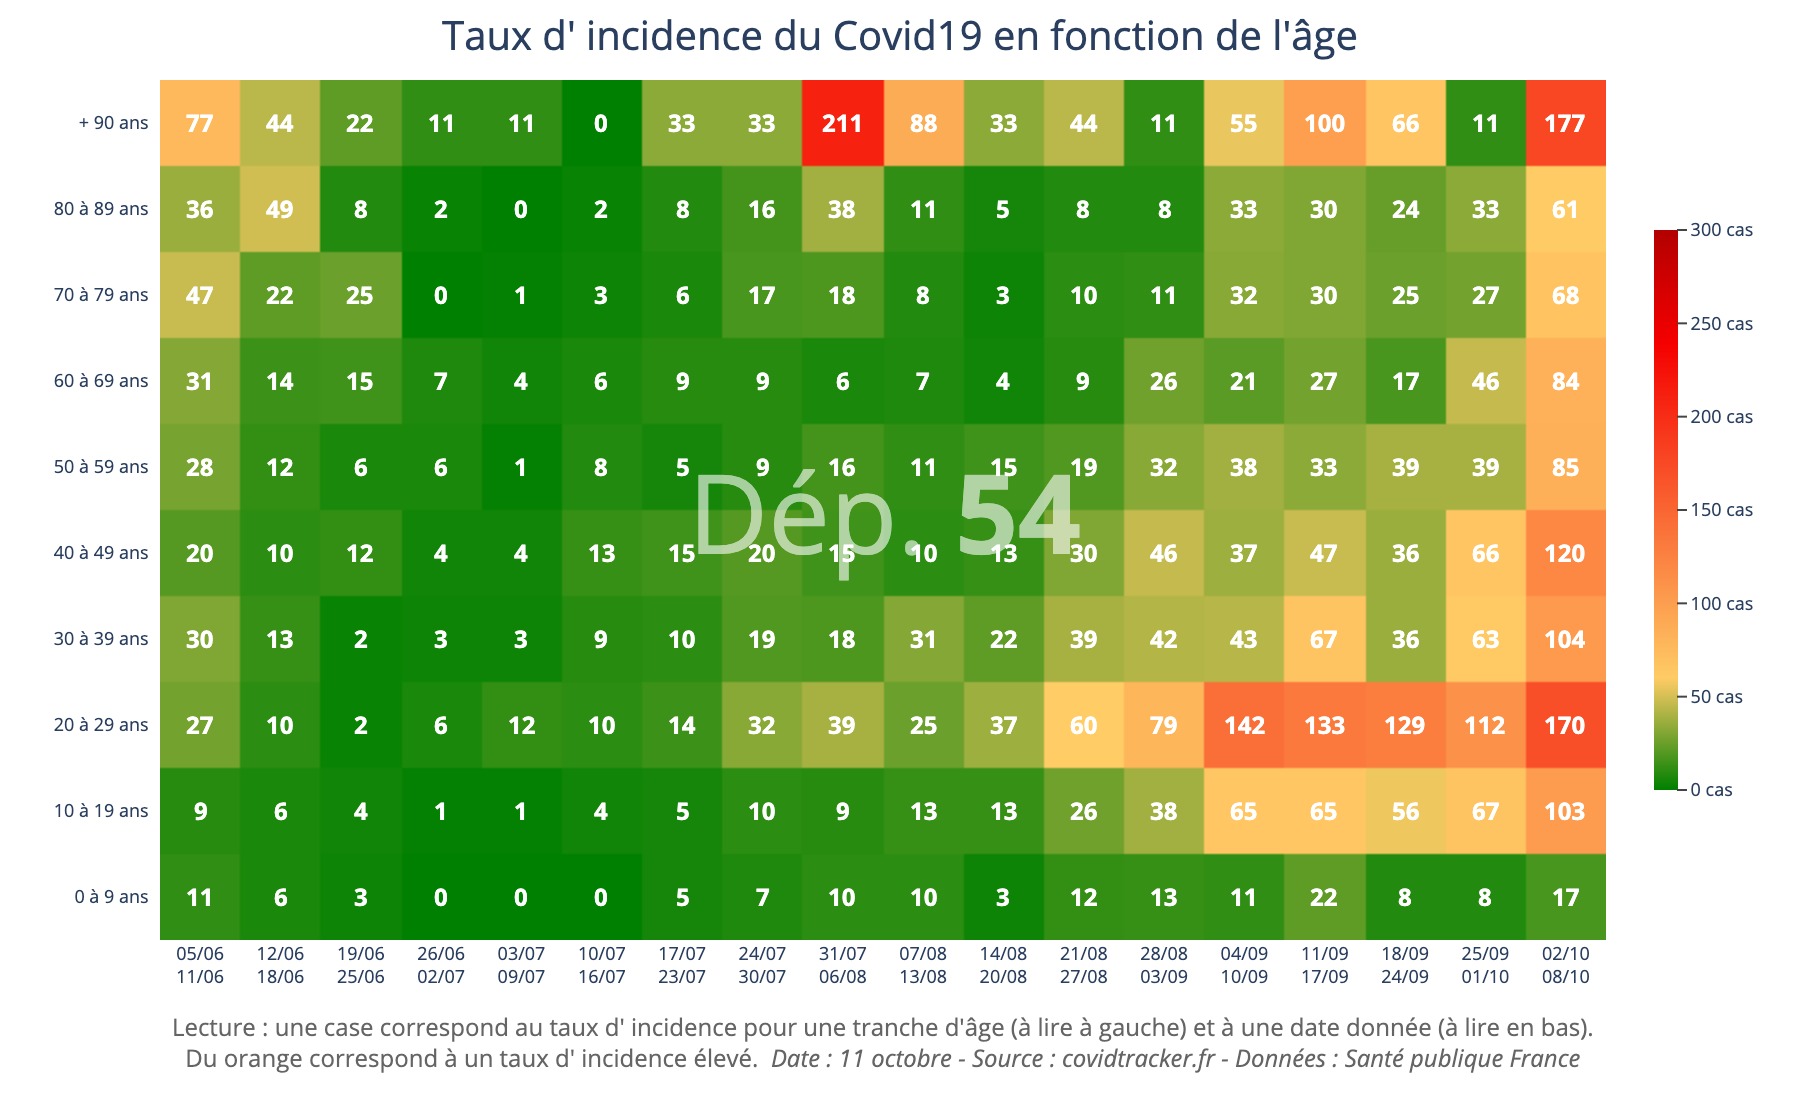 Taux d' incidence du Covid19 en fonction de l'âge
+ 90 ans 77 44 22 11 11 0 33 33 211 88 33 44 11 55 100 66 11 177
80 à 89 ans 36 49 8 2 0 2 8 16 38 11 5 8 8 33 30 24 33 61
70 à 79 ans 47 22 25 0 1 3 6 17 18 8 3 10 11 32 30 25 27 68
60 à 69 ans 31 14 15 7 4 6 9 9 6 7 4 9 26 21 27 17 46 84
50 à 59 ans 28 12 6 6 1 8 5 9 16 11 15 19 32 38 33 39 39 85
Dép. 54
40 à 49 ans 20 10 12 4 4 13 15 20 15 10 13 30 46 37 47 36 66 120
30 à 39 ans 30 13 2 3 3 9 10 19 18 31 22 39 42 43 67 36 63 104
20 à 29 ans 27 10 2 6 12 10 14 32 39 25 37 60 79 142 133 129 112 170
10 à 19 ans 9 6 4 1 1 4 5 10 9 13 13 26 38 65 65 56 67 103
0 à 9 ans 11 6 3 0 0 0 5 7 10 10 3 12 13 11 22 8 8 17
05/06 12/06 19/06 26/06 03/07 10/07 17/07 24/07 31/07 07/08 14/08 21/08 28/08 04/09 11/09 18/09 25/09 02/10
11/06 18/06 25/06 02/07 09/07 16/07 23/07 30/07 06/08 13/08 20/08 27/08 03/09 10/09 17/09 24/09 01/10 08/10
300 cas
250 cas
200 cas
150 cas
100 cas
50 cas
0 cas
Lecture : une case correspond au taux d' incidence pour une tranche d'âge (à lire à gauche) et à une date donnée (à lire en bas).
Du orange correspond à un taux d' incidence élevé. Date : 11 octobre - Source : covidtracker.fr - Données : Santé publique France